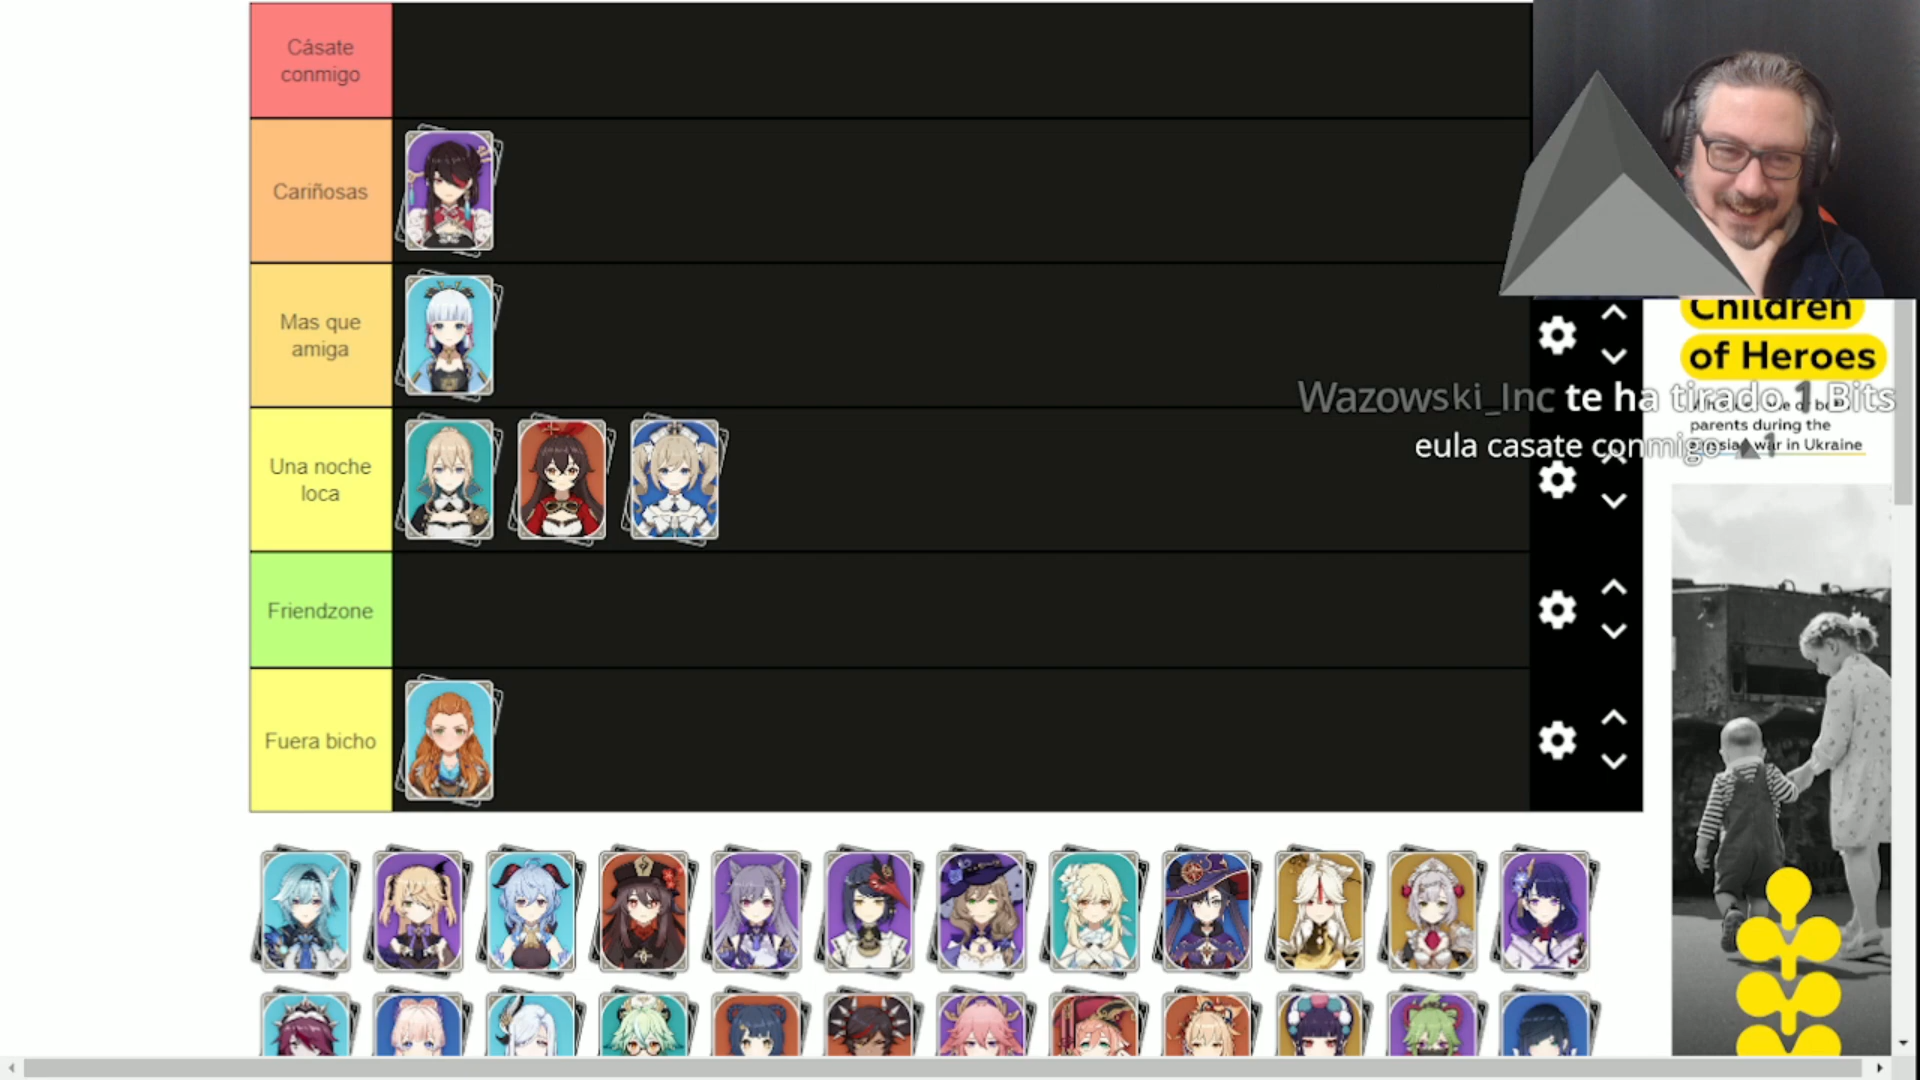 Cásate
conmigo
Cariñosas
Mas que
amiga
Una noche
loca
Friendzone
Fuera bicho
Children
of Heroes
Wazowski_Inc te ha tirado 1 Bits
eula casate conmigo 1
parents during the
war in Ukraine